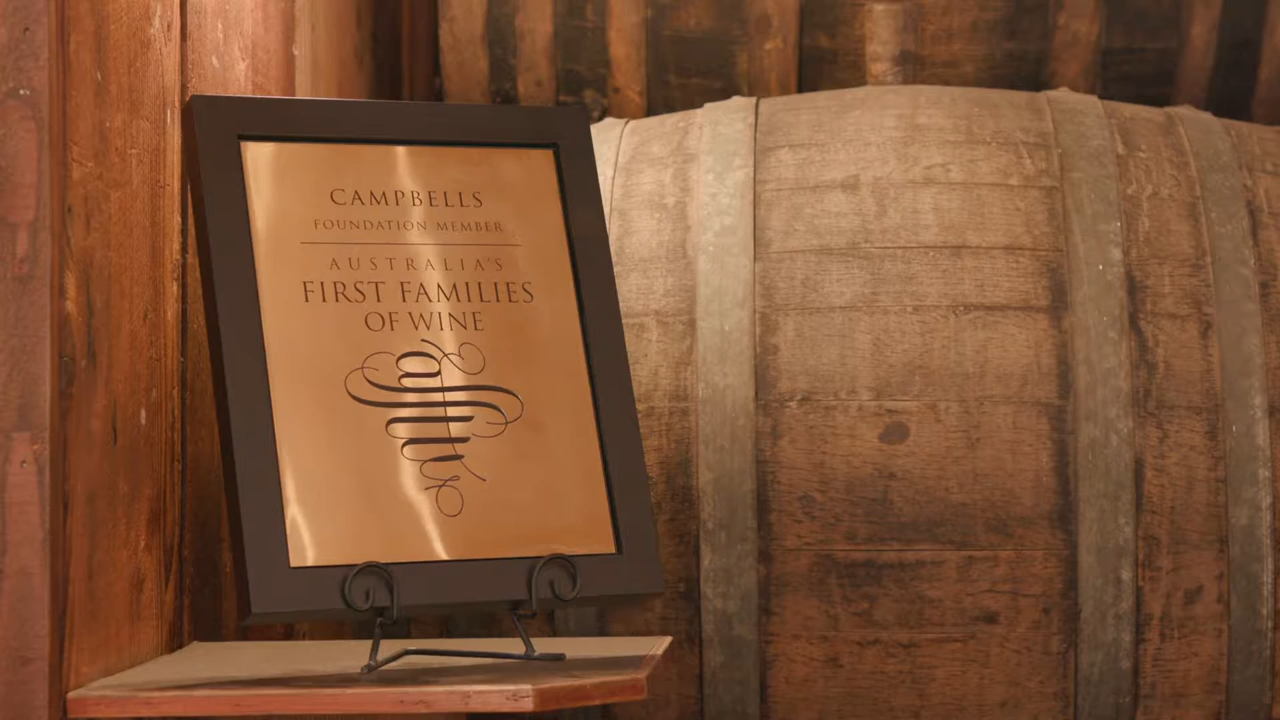 CAMPBELLS
FOUNDATION MEMBER
AUSTRALIA'S
FIRST FAMILIES
OF WINE